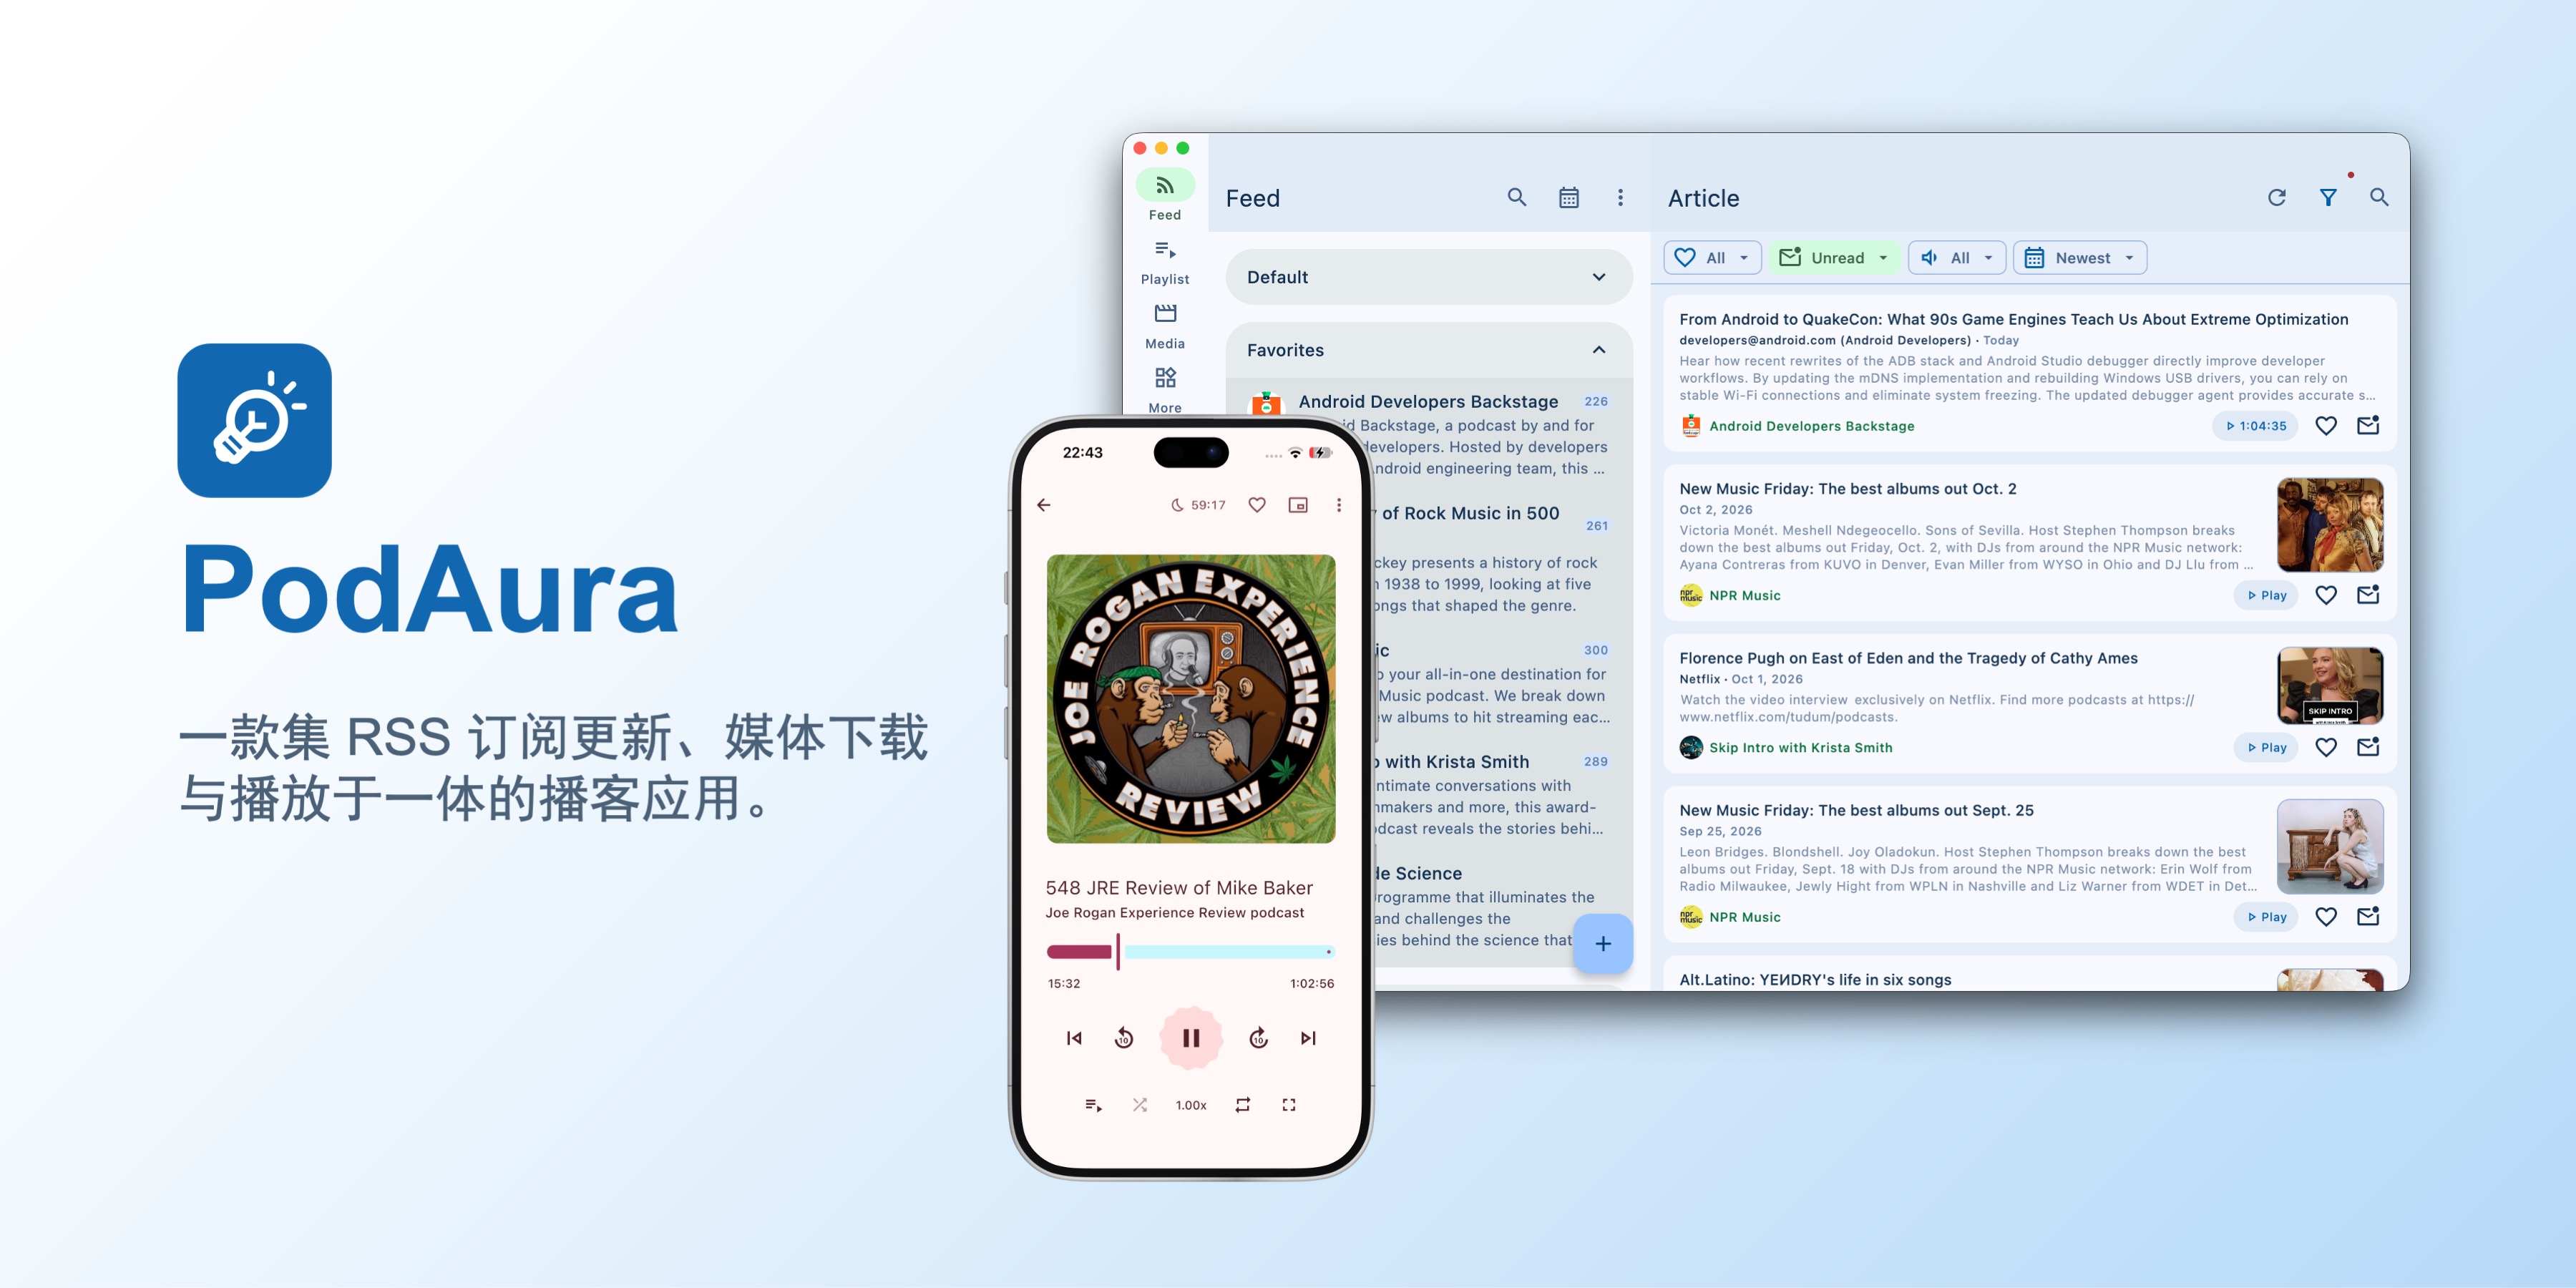 PodAura
一款集 RSS 订阅更新、媒体下载
与播放于一体的播客应用。
Feed
Playlist
Media
More
Feed
Default
Favorites
Android Developers Backstage 226
Backstage, a podcast by and for
developers. Hosted by developers
Android engineering team, this ...
of Rock Music in 500
261
presents a history of rock
1938 to 1999, looking at five
songs that shaped the genre.
300
your all-in-one destination for
Music podcast. We break down
albums to hit streaming eac...
with Krista Smith 289
intimate conversations with
and more, this award-
podcast reveals the stories behi...
Science
programme that illuminates the
and challenges the
behind the science that
+
Article
All
Unread
All
Newest
From Android to QuakeCon: What 90s Game Engines Teach Us About Extreme Optimization
developers@android.com (Android Developers) • Today
Hear how recent rewrites of the ADB stack and Android Studio debugger directly improve developer
workflows. By updating the mDNS implementation and rebuilding Windows USB drivers, you can rely on
stable Wi-Fi connections and eliminate system freezing. The updated debugger agent provides accurate s...
Android Developers Backstage
1:04:35
New Music Friday: The best albums out Oct. 2
Oct 2, 2026
Victoria Monét. Meshell Ndegeocello. Sons of Sevilla. Host Stephen Thompson breaks
down the best albums out Friday, Oct. 2, with DJs from around the NPR Music network:
Ayana Contreras from KUVO in Denver, Evan Miller from WYSO in Ohio and DJ Llu from ...
npr music
NPR Music
Play
Florence Pugh on East of Eden and the Tragedy of Cathy Ames
Netflix • Oct 1, 2026
Watch the video interview exclusively on Netflix. Find more podcasts at https://
www.netflix.com/tudum/podcasts.
SKIP INTRO
Skip Intro with Krista Smith
Play
New Music Friday: The best albums out Sept. 25
Sep 25, 2026
Leon Bridges. Blondshell. Joy Oladokun. Host Stephen Thompson breaks down the best
albums out Friday, Sept. 18 with DJs from around the NPR Music network: Erin Wolf from
Radio Milwaukee, Jewly Hight from WPLN in Nashville and Liz Warner from WDET in Det...
npr music
NPR Music
Play
Alt.Latino: YEИDRY's life in six songs
22:43
59:17
JOE ROGAN EXPERIENCE
REVIEW
548 JRE Review of Mike Baker
Joe Rogan Experience Review podcast
15:32
1:02:56
10
10
1.00x